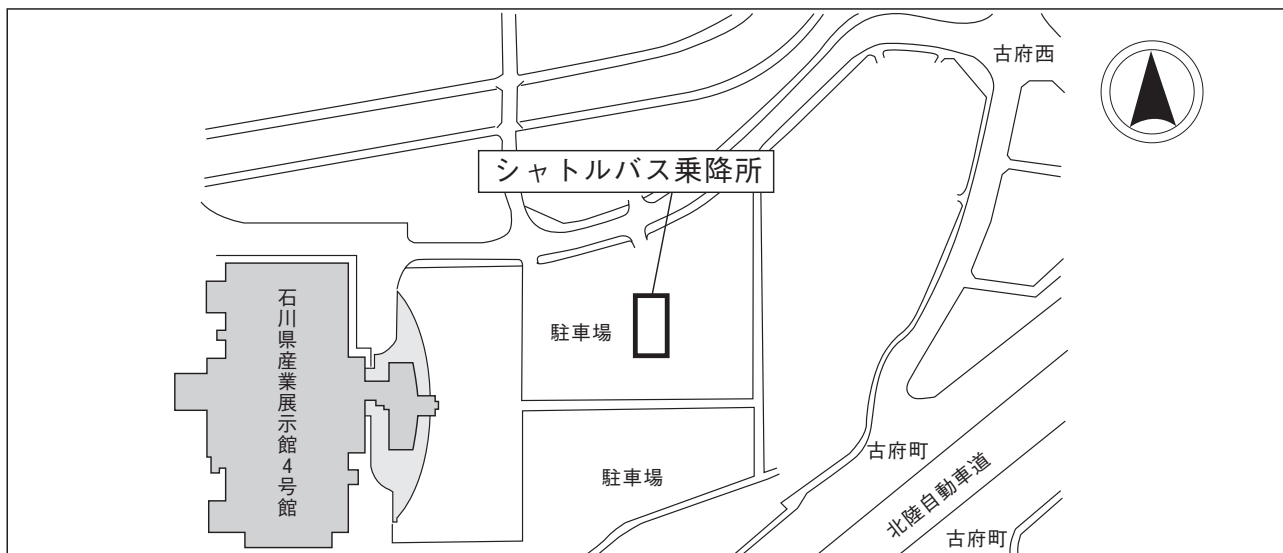 古府西
シャトルバス乗降所
石川県産業展示館4号館
駐車場
駐車場
古府町
北陸自動車道
古府町